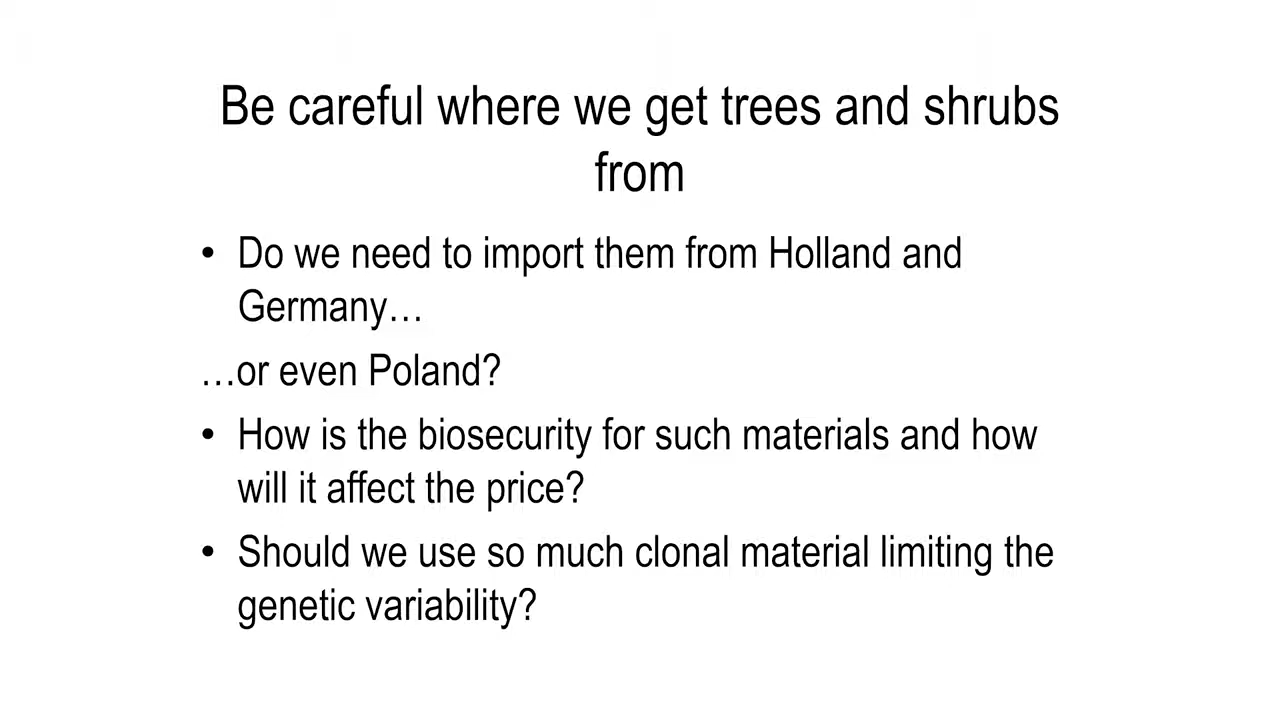 Be careful where we get trees and shrubs
from
• Do we need to import them from Holland and
Germany…
…or even Poland?
• How is the biosecurity for such materials and how
will it affect the price?
• Should we use so much clonal material limiting the
genetic variability?